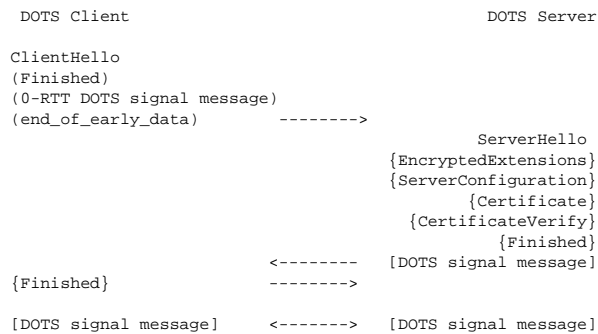 DOTS Client                                             DOTS Server

ClientHello
(Finished)
(0-RTT DOTS signal message)
(end_of_early_data)        -------->
                                                        ServerHello
                                               {EncryptedExtensions}
                                               {ServerConfiguration}
                                                       {Certificate}
                                                 {CertificateVerify}
                                                          {Finished}
                           <--------   [DOTS signal message]
{Finished}                 -------->

[DOTS signal message]      <------->   [DOTS signal message]